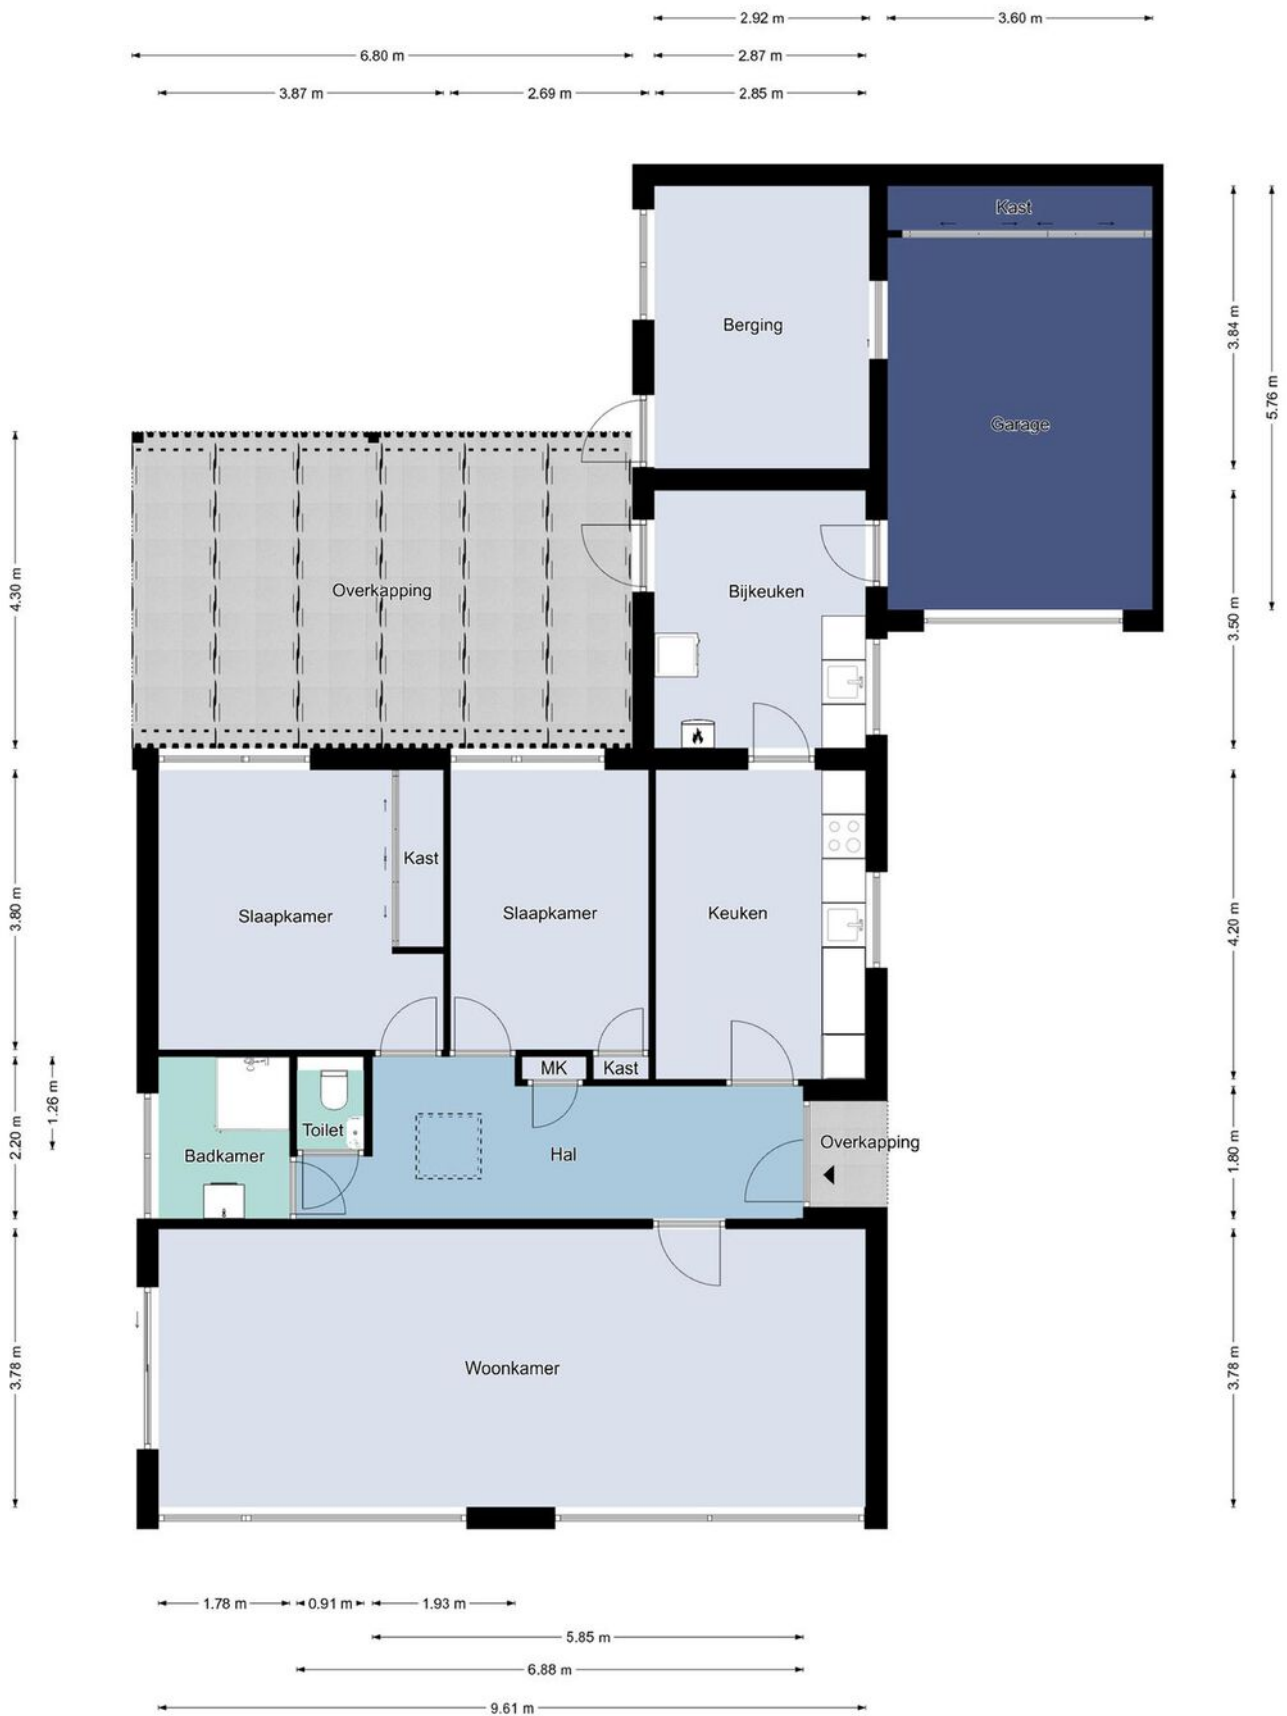 2.92 m
3.60 m
6.80 m
2.87 m
3.87 m
2.69 m
2.85 m
Kast
Berging
3.84 m
5.76 m
Garage
Overkapping
4.30 m
Bijkeuken
3.50 m
Kast
Slaapkamer
Slaapkamer
Keuken
3.80 m
4.20 m
MK
Kast
1.26 m
2.20 m
Toilet
Badkamer
Hal
Overkapping
1.80 m
Woonkamer
3.78 m
3.78 m
1.78 m
0.91 m
1.93 m
5.85 m
6.88 m
9.61 m